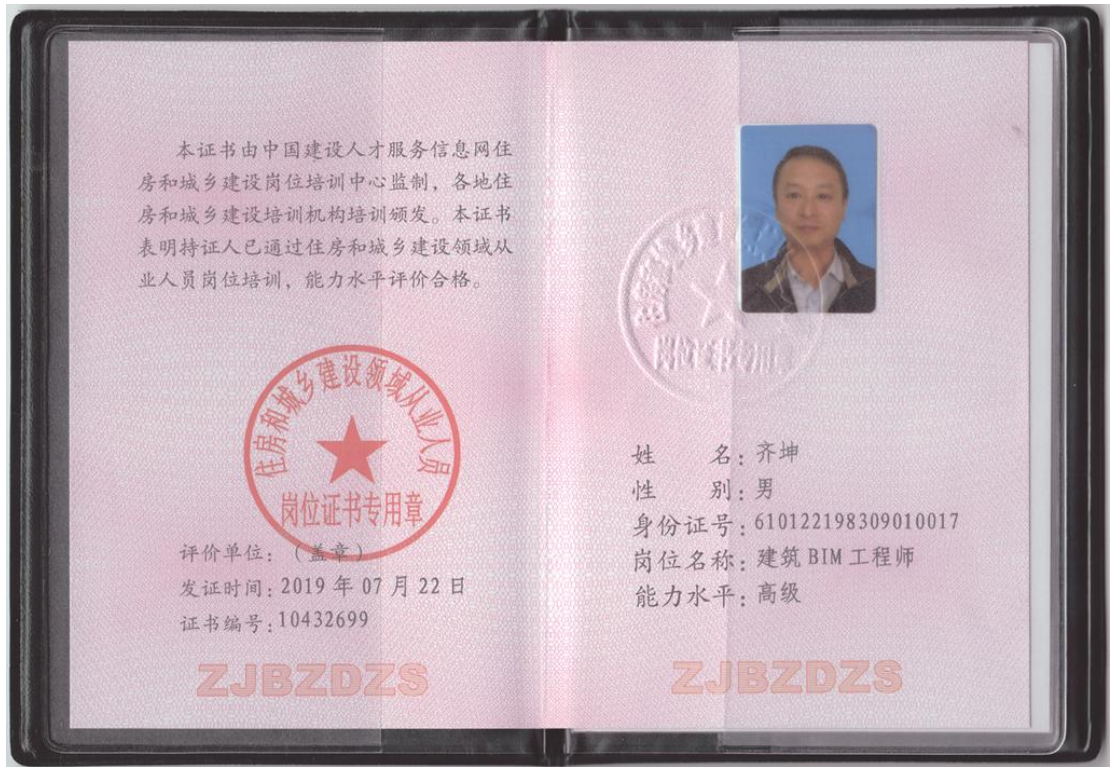 本证书由中国建设人才服务信息网住
房和城乡建设岗位培训中心监制，各地住
房和城乡建设培训机构培训颁发。本证书
表明持证人已通过住房和城乡建设领域从
业人员岗位培训，能力水平评价合格。
住房和城乡建设领域从业人员
岗位证书专用章
评价单位：（盖章）
发证时间：2019 年 07 月 22 日
证书编号：10432699
ZJBZDZS
岗位证书专用章
姓 名：齐坤
性 别：男
身份证号：610122198309010017
岗位名称：建筑 BIM 工程师
能力水平：高级
ZJBZDZS